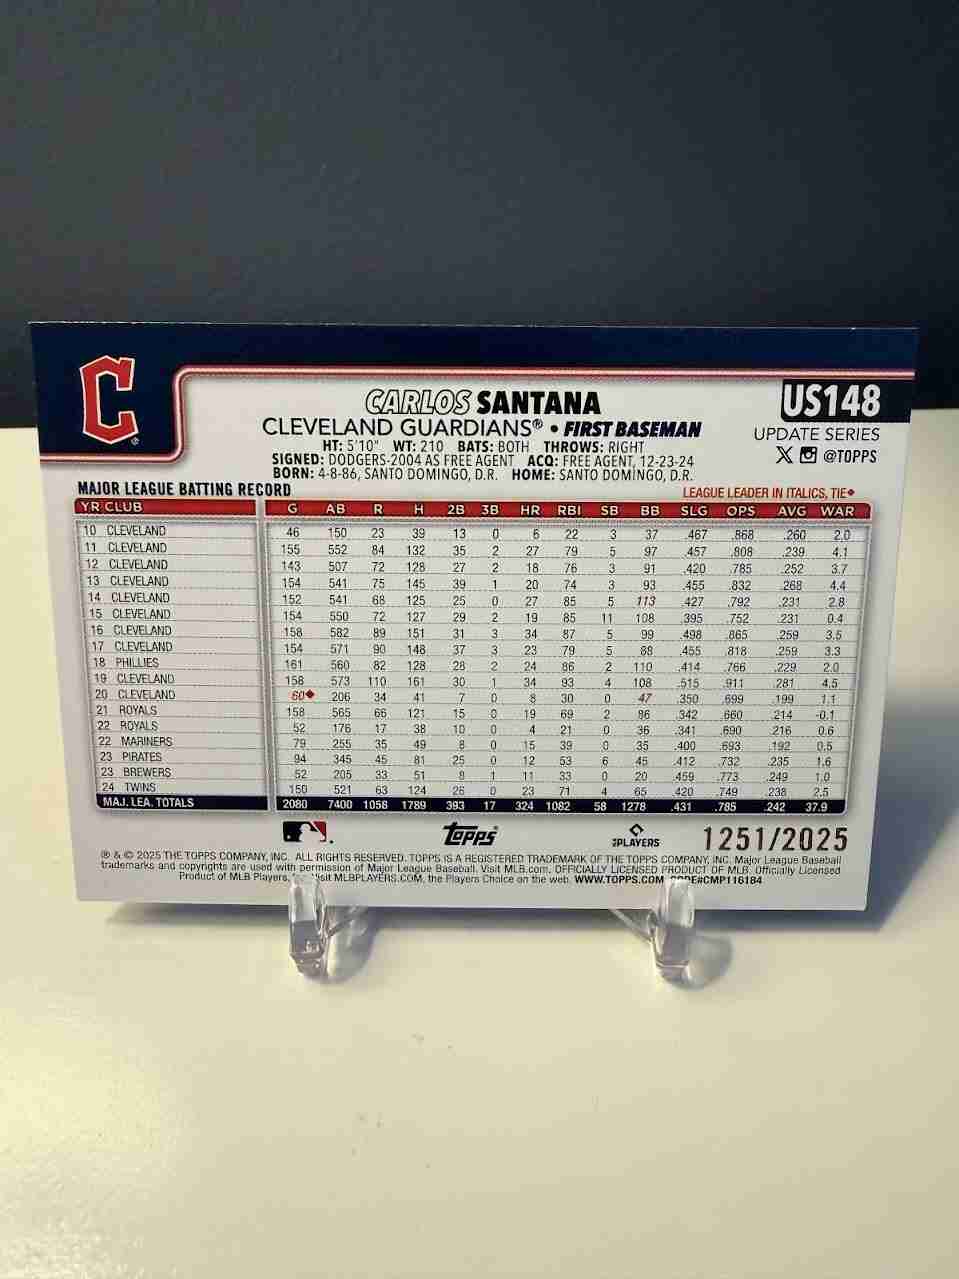 C
CARLOS SANTANA
US148
CLEVELAND GUARDIANS® • FIRST BASEMAN
UPDATE SERIES
HT: 5'10" WT: 210 BATS: BOTH THROWS: RIGHT
X @TOPPS
SIGNED: DODGERS-2004 AS FREE AGENT ACQ: FREE AGENT, 12-23-24
BORN: 4-8-86, SANTO DOMINGO, D.R. HOME: SANTO DOMINGO, D.R.
MAJOR LEAGUE BATTING RECORD
LEAGUE LEADER IN ITALICS, TIE◆
YR CLUB G AB R H 2B 3B HR RBI SB BB SLG OPS AVG WAR
10 CLEVELAND 46 150 23 39 13 0 6 22 3 37 .467 .868 .260 2.0
11 CLEVELAND 155 552 84 132 35 2 27 79 5 97 .457 .808 .239 4.1
12 CLEVELAND 143 507 72 128 27 2 18 76 3 91 .420 .785 .252 3.7
13 CLEVELAND 154 541 75 145 39 1 20 74 3 93 .455 .832 .268 4.4
14 CLEVELAND 152 541 68 125 25 0 27 85 5 113 .427 .792 .231 2.8
15 CLEVELAND 154 550 72 127 29 2 19 85 11 108 .395 .752 .231 0.4
16 CLEVELAND 158 582 89 151 31 3 34 87 5 99 .498 .865 .259 3.5
17 CLEVELAND 154 571 90 148 37 3 23 79 5 88 .455 .818 .259 3.3
18 PHILLIES 161 560 82 128 28 2 24 86 2 110 .414 .766 .229 2.0
19 CLEVELAND 158 573 110 161 30 1 34 93 4 108 .515 .911 .281 4.5
20 CLEVELAND 60◆ 206 34 41 7 0 8 30 0 47 .350 .699 .199 1.1
21 ROYALS 158 565 66 121 15 0 19 69 2 86 .342 .660 .214 -0.1
22 ROYALS 52 176 17 38 10 0 4 21 0 36 .341 .690 .216 0.6
22 MARINERS 79 255 35 49 8 0 15 39 0 35 .400 .693 .192 0.5
23 PIRATES 94 345 45 81 25 0 12 53 6 45 .412 .732 .235 1.6
23 BREWERS 52 205 33 51 8 1 11 33 0 20 .459 .773 .249 1.0
24 TWINS 150 521 63 124 26 0 23 71 4 65 .420 .749 .238 2.5
MAJ. LEA. TOTALS 2080 7400 1058 1789 393 17 324 1082 58 1278 .431 .785 .242 37.9
topps PLAYERS 1251/2025
® & © 2025 THE TOPPS COMPANY, INC. ALL RIGHTS RESERVED. TOPPS IS A REGISTERED TRADEMARK OF THE TOPPS COMPANY, INC. Major League Baseball
trademarks and copyrights are used with permission of Major League Baseball. Visit MLB.com. OFFICIALLY LICENSED PRODUCT OF MLB. Officially Licensed
Product of MLB Players, Visit MLBPLAYERS.COM, the Players Choice on the web. WWW.TOPPS.COM CODE#CMP116184